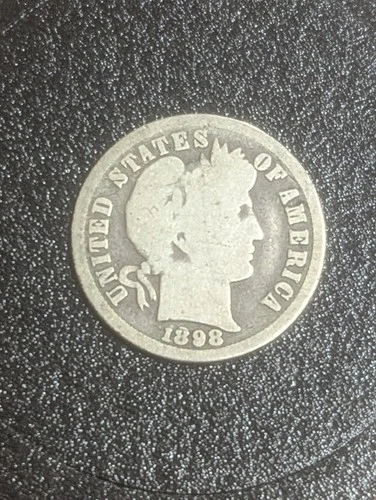 UNITED STATES OF AMERICA
1898